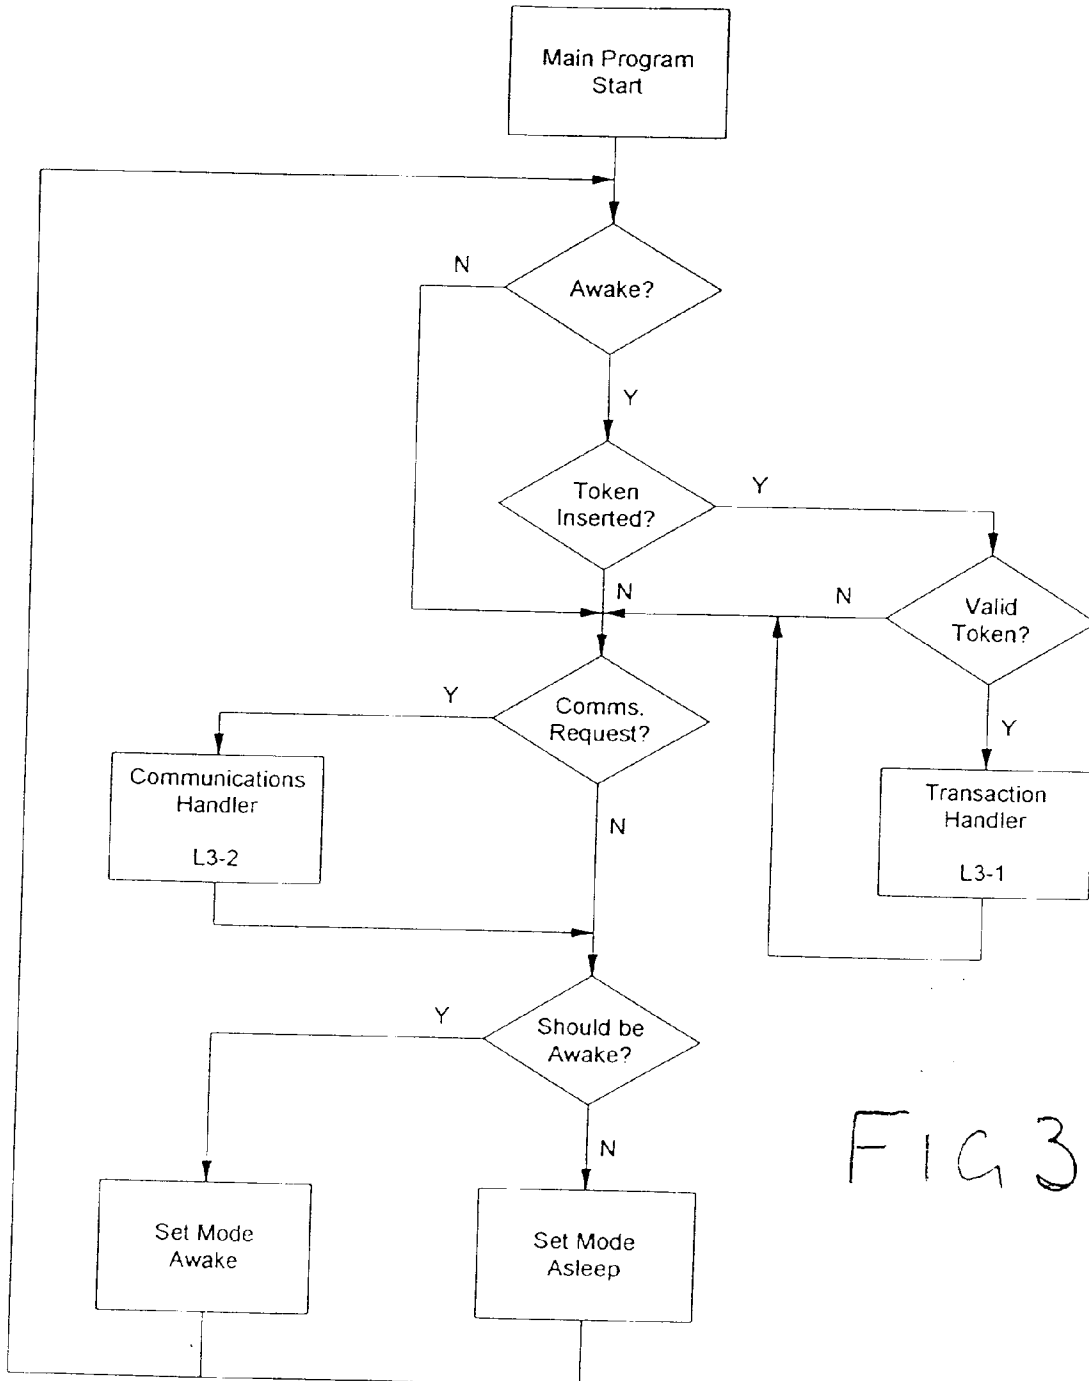 Main Program
Start
N
Awake?
Y
Token
Inserted?
Y
N
N
Valid
Token?
Y
Comms.
Request?
Y
Communications
Handler
L3-2
N
Transaction
Handler
L3-1
Y
Should be
Awake?
N
Set Mode
Awake
Set Mode
Asleep
FIG 3